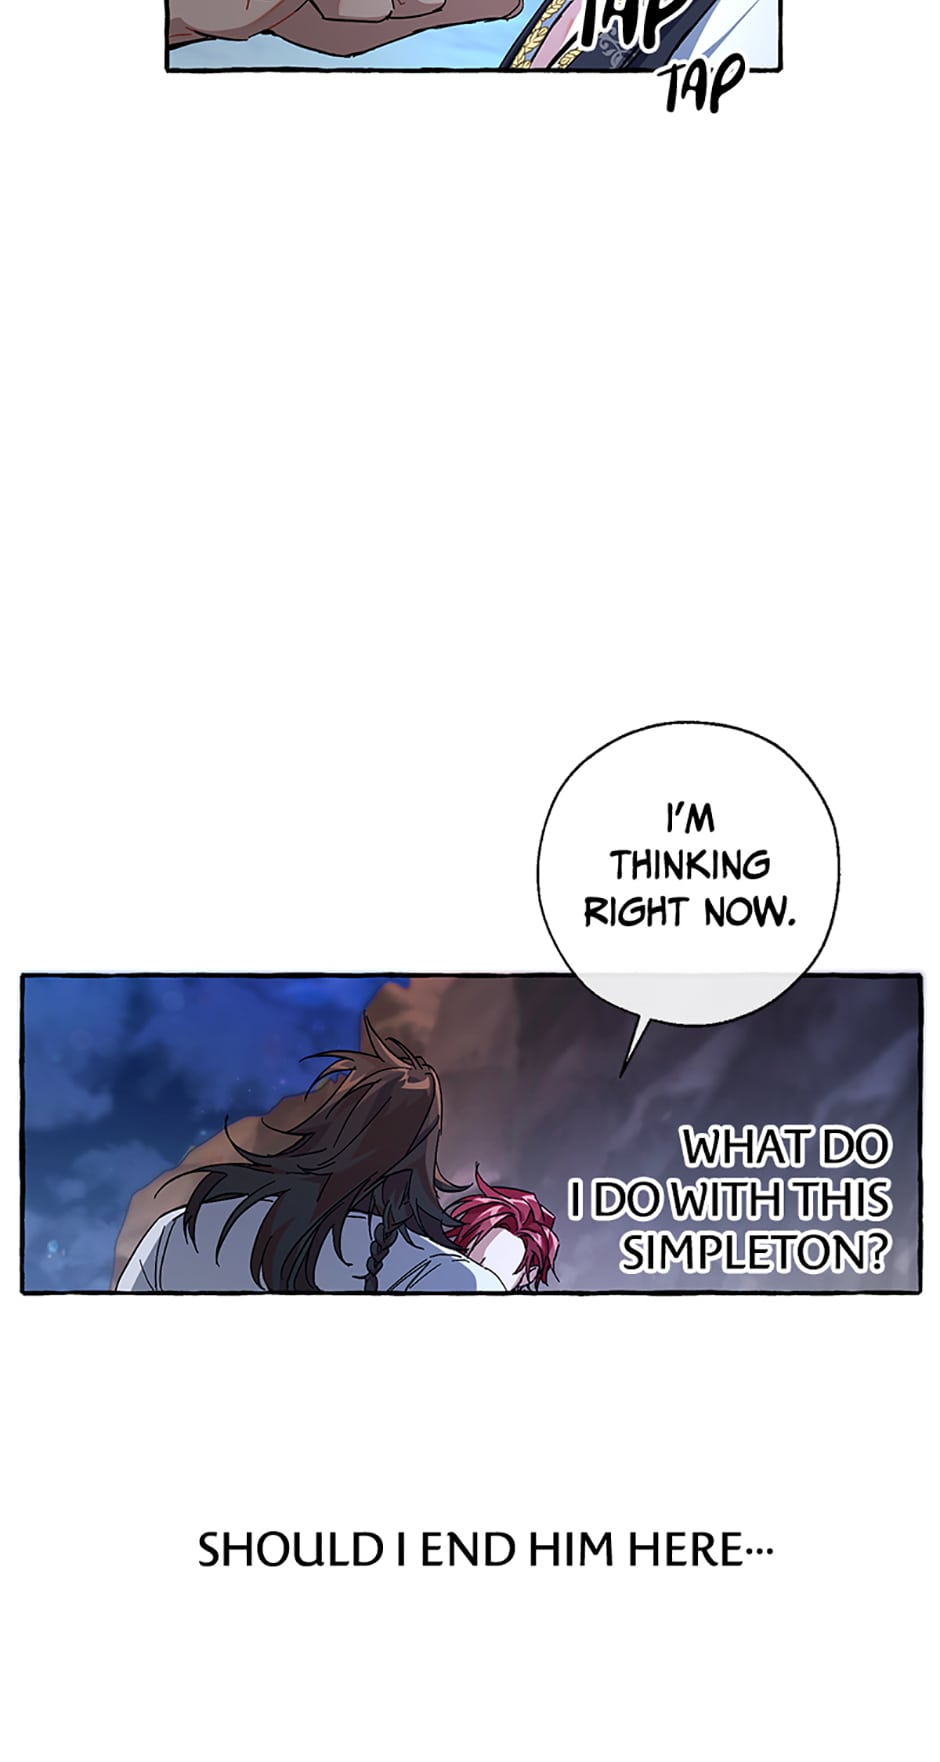 TAP
TAP
I'M
THINKING
RIGHT NOW.
WHAT DO
I DO WITH THIS
SIMPLETON?
SHOULD I END HIM HERE…